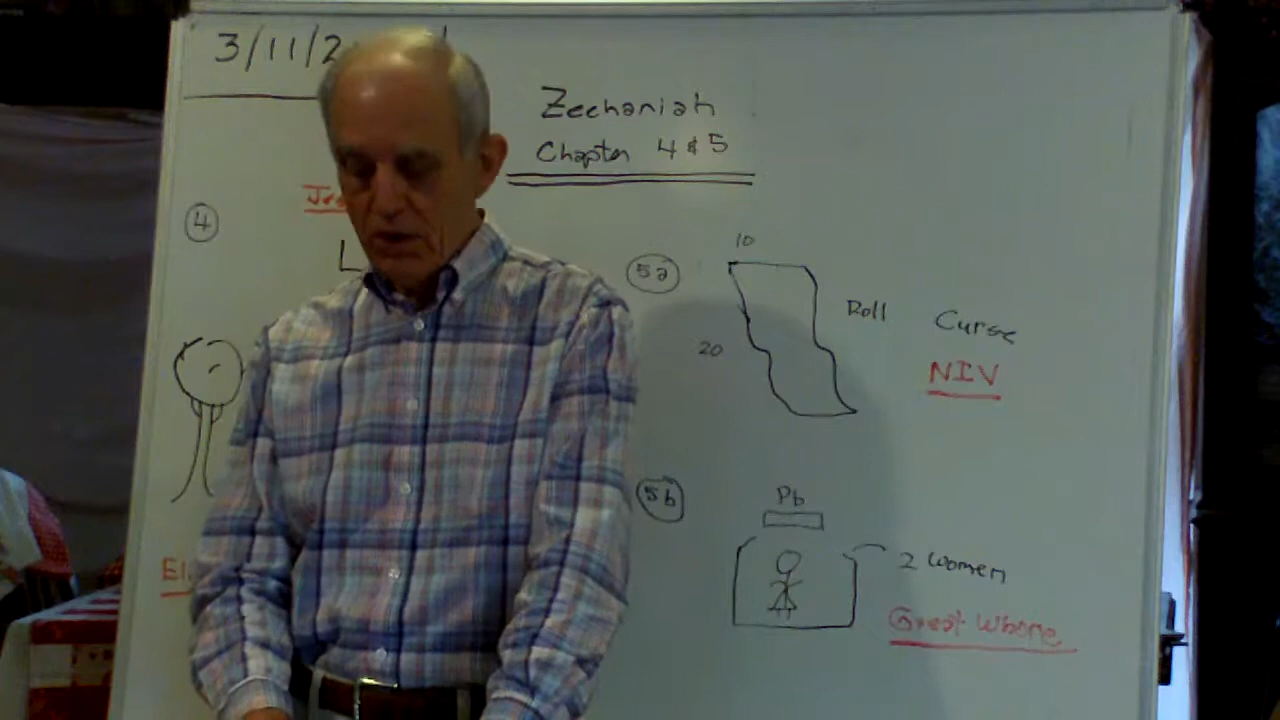 3/11/2
Zechaniah
Chapter 4 & 5
4
L
5a
10
20
Roll
Curse
NIV
5b
Pb
2 Women
Great Whore